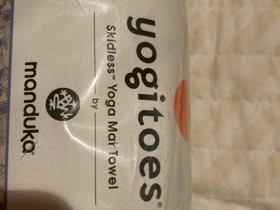 yogitoes®
Skidless™ Yoga Mat Towel
by
manduka®